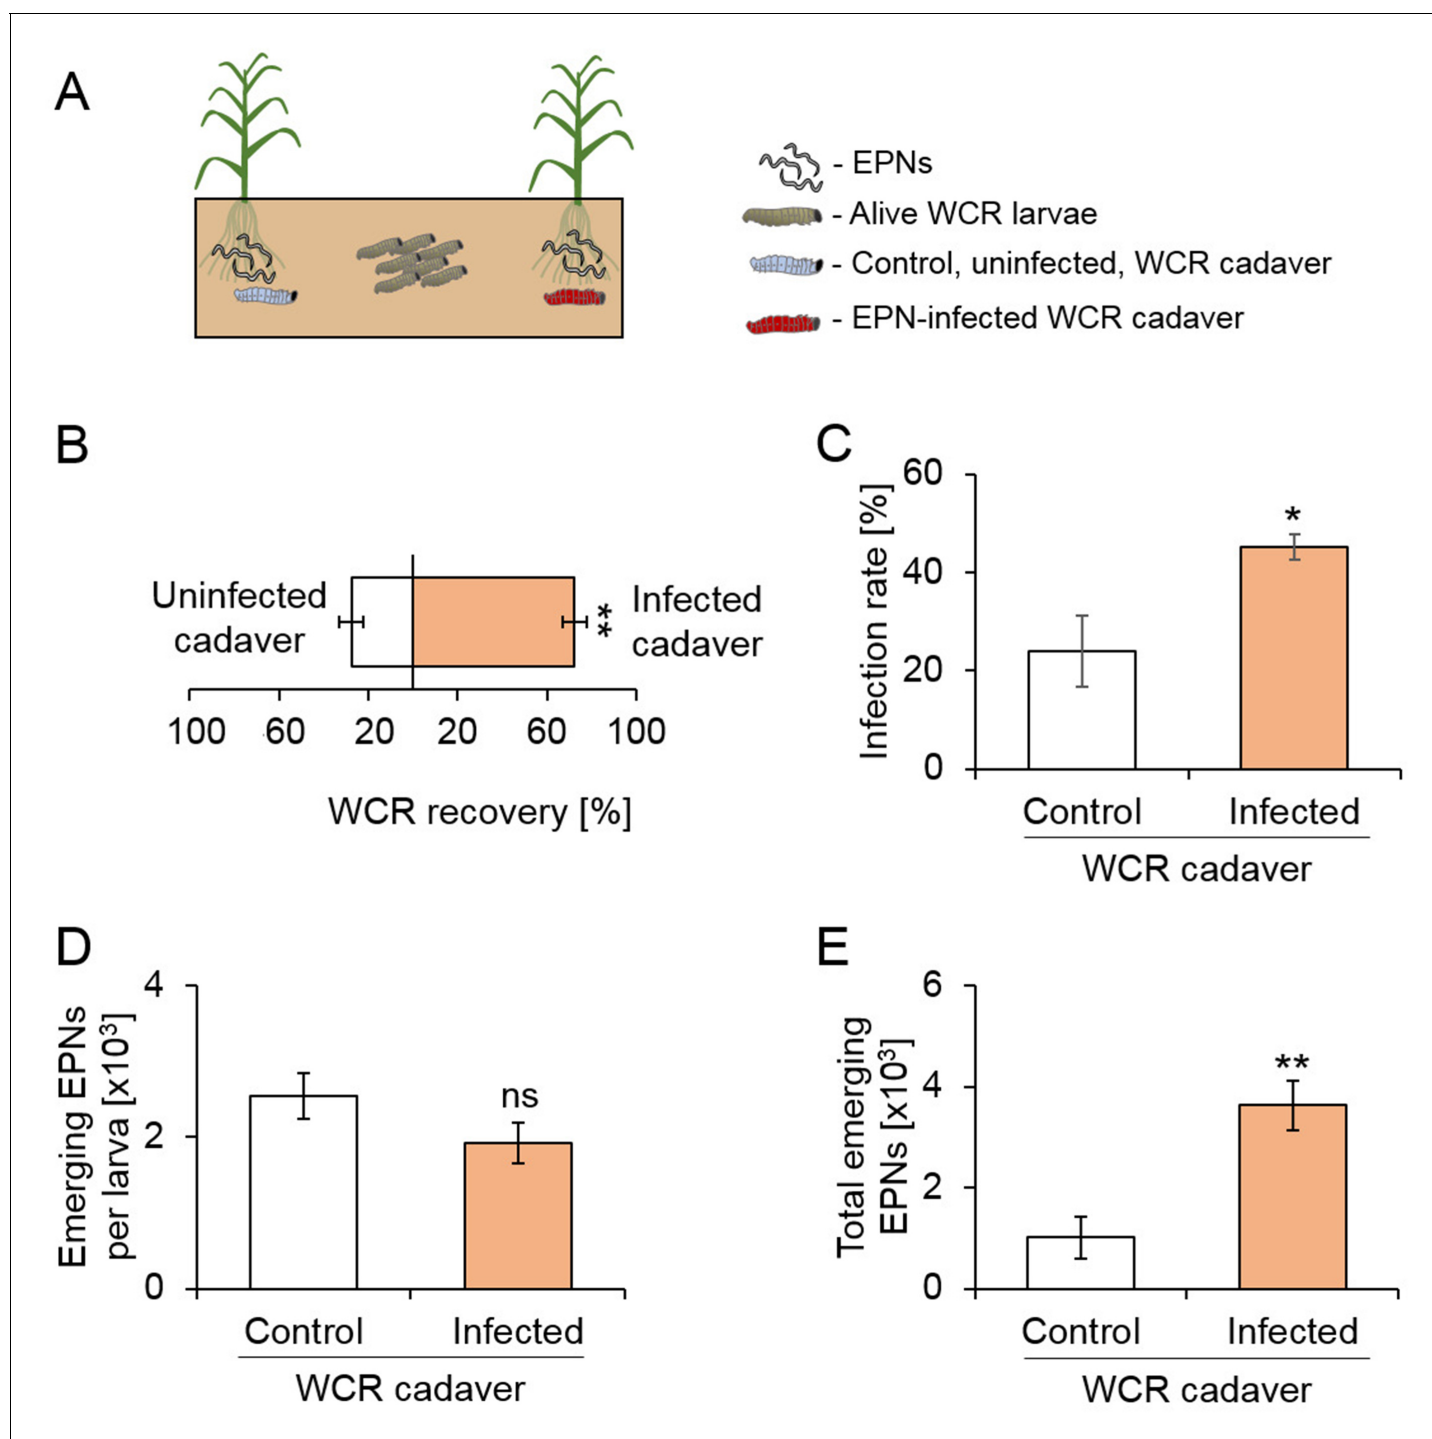 A
- EPNs
- Alive WCR larvae
- Control, uninfected, WCR cadaver
- EPN-infected WCR cadaver
B
Uninfected
cadaver
**
Infected
cadaver
100 60 20 20 60 100
WCR recovery [%]
C
Infection rate [%]
60
40
20
0
*
Control Infected
WCR cadaver
D
Emerging EPNs
per larva [x10³]
4
2
0
ns
Control Infected
WCR cadaver
E
Total emerging
EPNs [x10³]
6
4
2
0
**
Control Infected
WCR cadaver